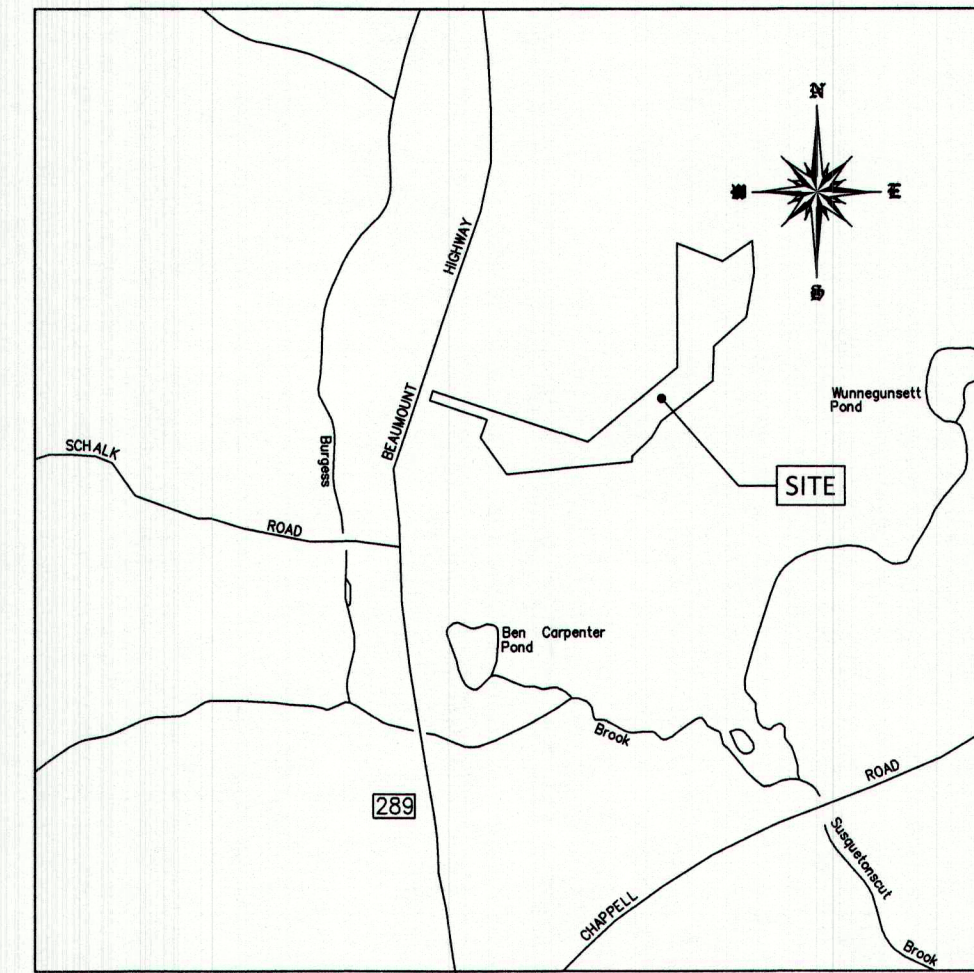 N
W
E
S
HIGHWAY
BEAUMOUNT
Wunnegunsett
Pond
SCHALK
Burgess
SITE
ROAD
Ben Carpenter
Pond
Brook
ROAD
289
Susquetonscut
CHAPPELL
Brook